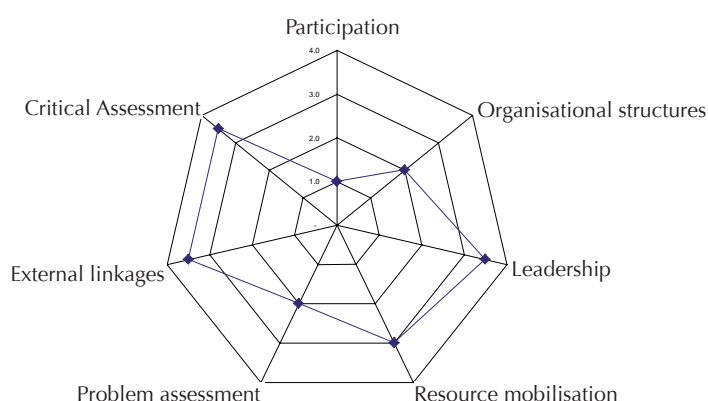 Participation
4.0
Critical Assessment
3.0
Organisational structures
2.0
1.0
-
External linkages
Leadership
Problem assessment
Resource mobilisation